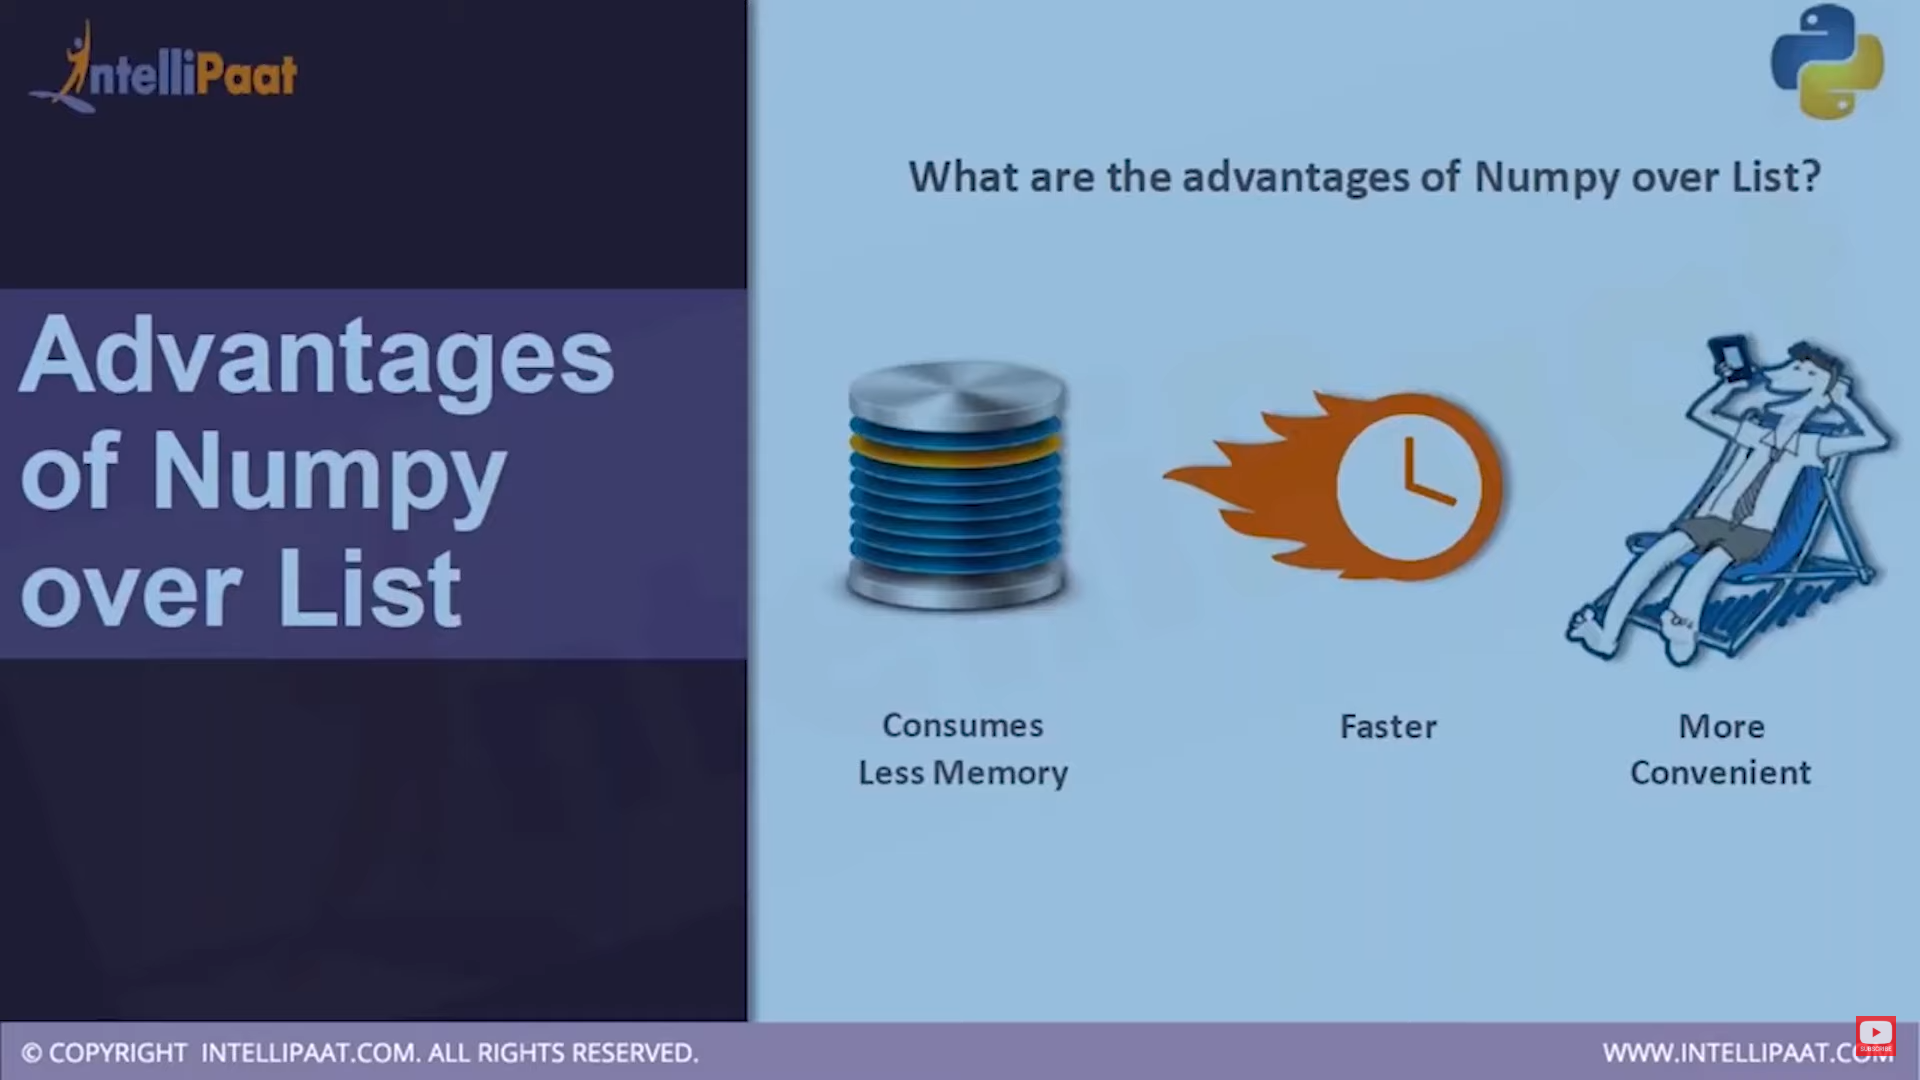 IntelliPaat
What are the advantages of Numpy over List?
Advantages
of Numpy
over List
Consumes
Less Memory
Faster
More
Convenient
© COPYRIGHT INTELLIPAAT.COM. ALL RIGHTS RESERVED.
WWW.INTELLIPAAT.COM
SUBSCRIBE